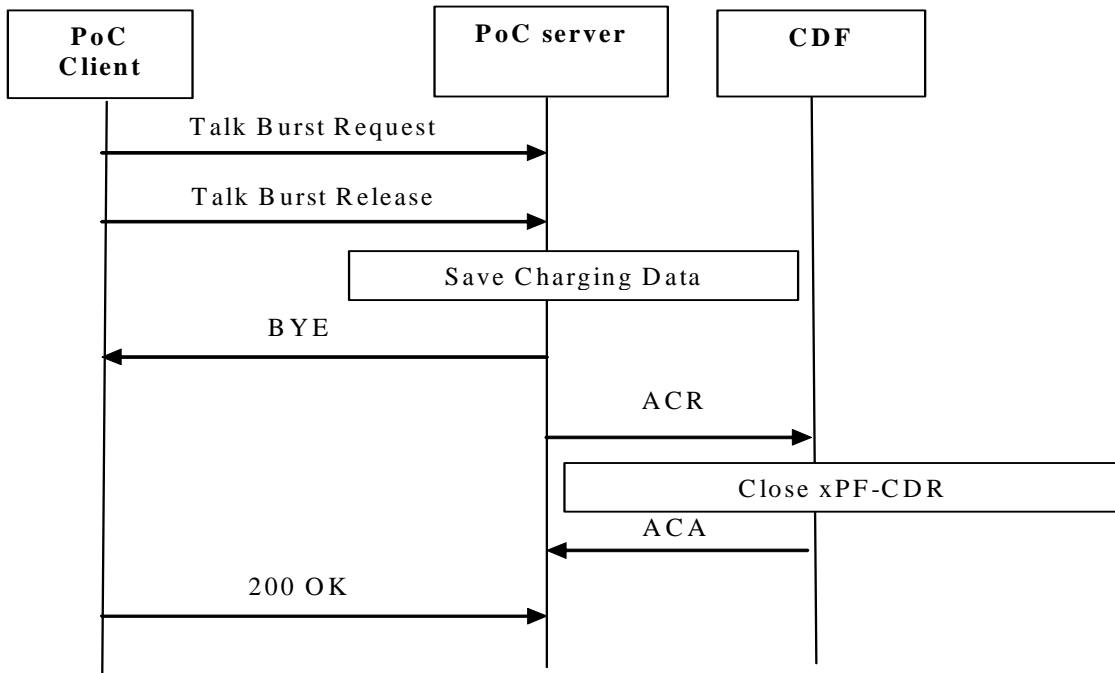 PoC
Client
PoC server
CDF
Talk Burst Request
Talk Burst Release
Save Charging Data
BYE
ACR
Close xPF-CDR
ACA
200 OK